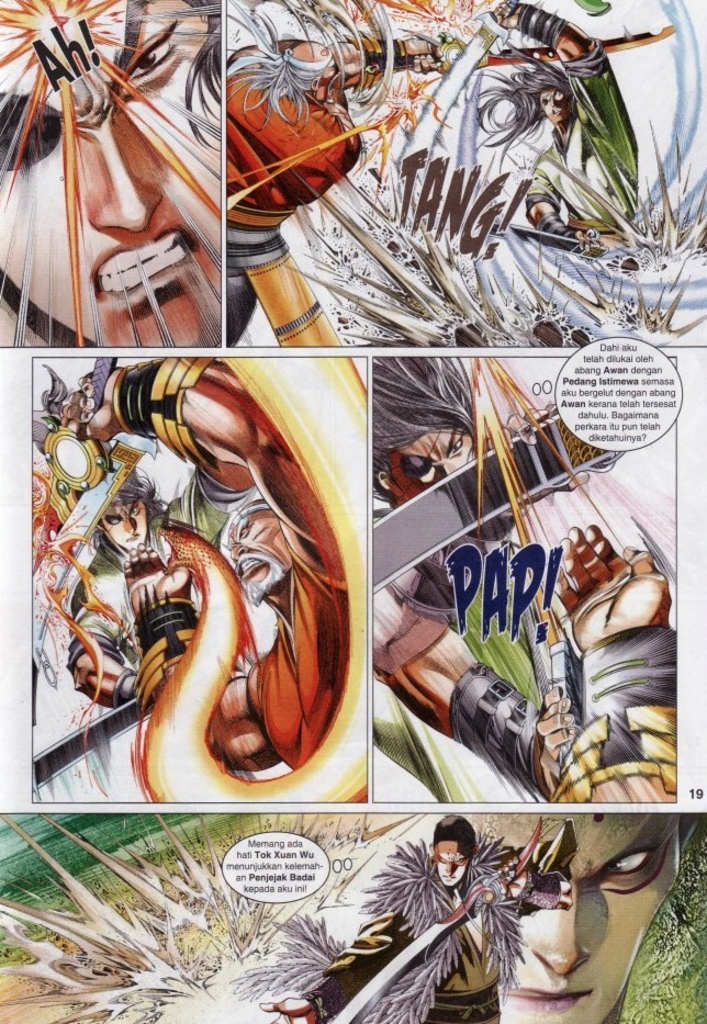 Ah!
TANG!
Dahi aku
telah dilukai oleh
abang Awan dengan
Pedang Istimewa semasa
aku bergelut dengan abang
Awan kerana telah tersesat
dahulu. Bagaimana
perkara itu pun telah
diketahuinya?
PAP!
19
Memang ada
hati Tok Xuan Wu
menunjukkan kelemah-
an Penjejak Badai
kepada aku ini!